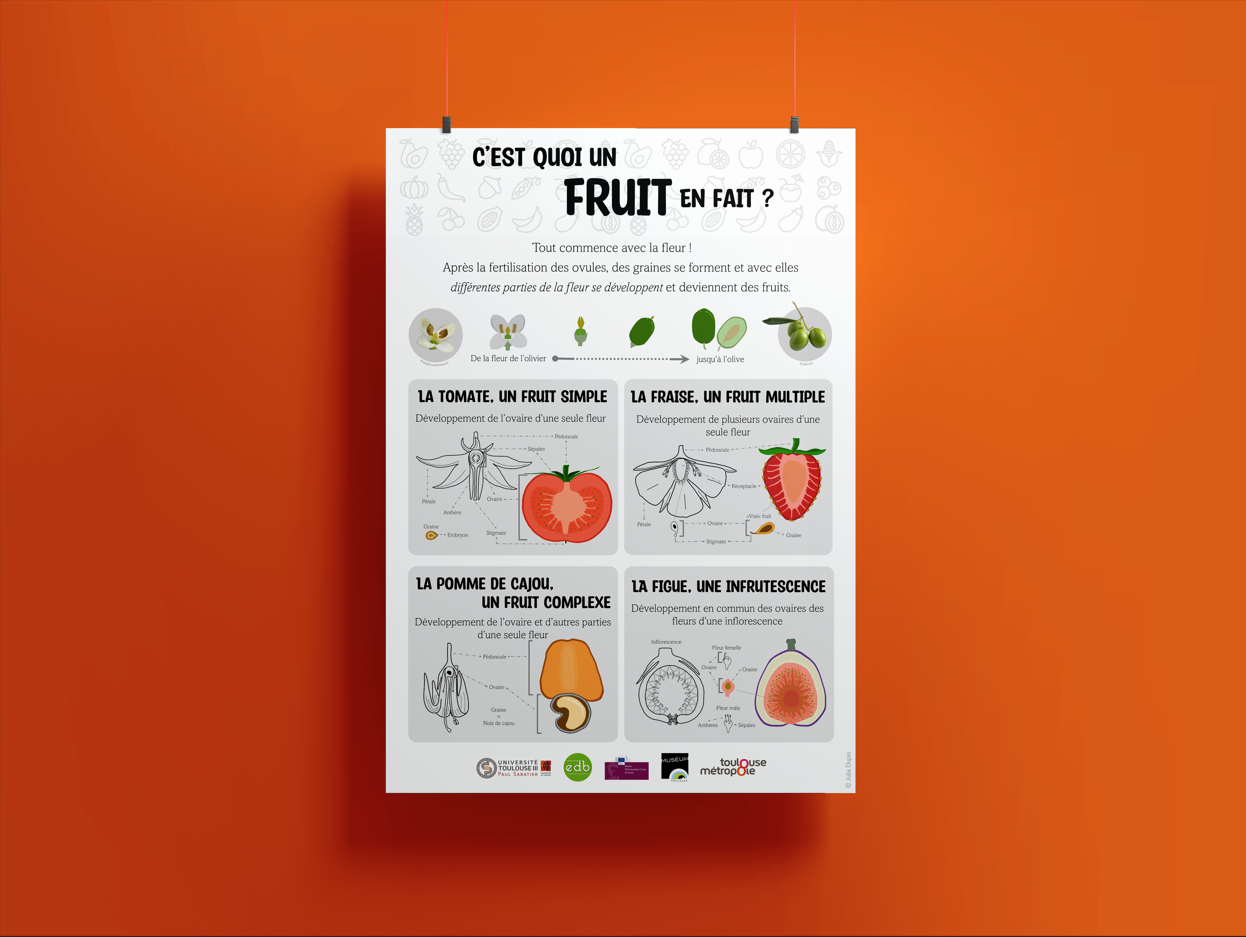 C'EST QUOI UN
FRUIT EN FAIT ?
Tout commence avec la fleur !
Après la fertilisation des ovules, des graines se forment et avec elles
différentes parties de la fleur se développent et deviennent des fruits.
De la fleur de l'olivier
jusqu'à l'olive
LA TOMATE, UN FRUIT SIMPLE
Développement de l'ovaire d'une seule fleur
Pédoncule
Sépales
Pétale
Ovaire
Anthère
Graine
Embryon
Stigmate
LA FRAISE, UN FRUIT MULTIPLE
Développement de plusieurs ovaires d'une
seule fleur
Pédoncule
Réceptacle
«Vrai» fruit
Pétale
Ovaire
Graine
Stigmate
LA POMME DE CAJOU,
UN FRUIT COMPLEXE
Développement de l'ovaire et d'autres parties
d'une seule fleur
Pédoncule
Ovaire
Graine
=
Noix de cajou
LA FIGUE, UNE INFRUTESCENCE
Développement en commun des ovaires des
fleurs d'une inflorescence
Inflorescence
Fleur femelle
Ovaire
Graine
Fleur mâle
Anthères
Sépales
UNIVERSITÉ
TOULOUSE III
PAUL SABATIER
edb
MUSEUM
TOULOUSE
toulouse
métropole
© Julia Dupin